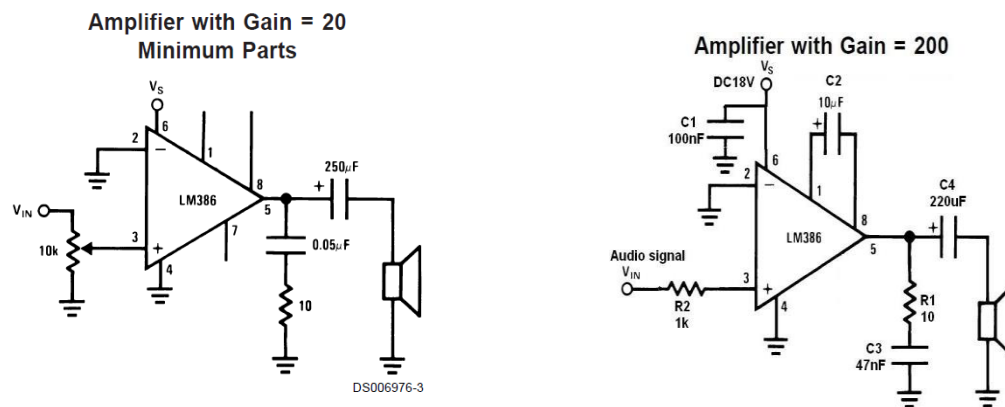 Amplifier with Gain = 20
Minimum Parts
VS
6
2
−
1
250μF
+
LM386
8
5
VIN
7
10k
3
+
0.05μF
4
10
DS006976-3
Amplifier with Gain = 200
VS
DC18V
C2
10μF
C1
100nF
+
6
2
−
1
C4
220uF
8
LM386
+
5
Audio signal
VIN
3
+
R2
1k
4
R1
10
C3
47nF